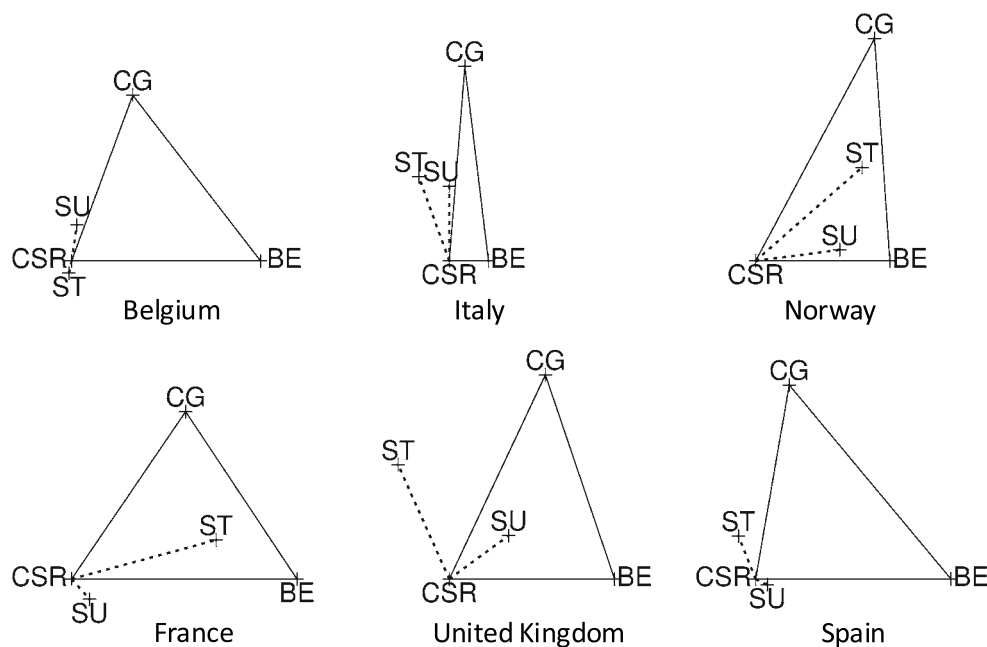 CG
SU
CSR
BE
ST
Belgium
CG
ST
SU
CSR
BE
Italy
CG
ST
SU
CSR
BE
Norway
CG
ST
CSR
BE
SU
France
CG
ST
SU
CSR
BE
United Kingdom
CG
ST
CSR
SU
BE
Spain